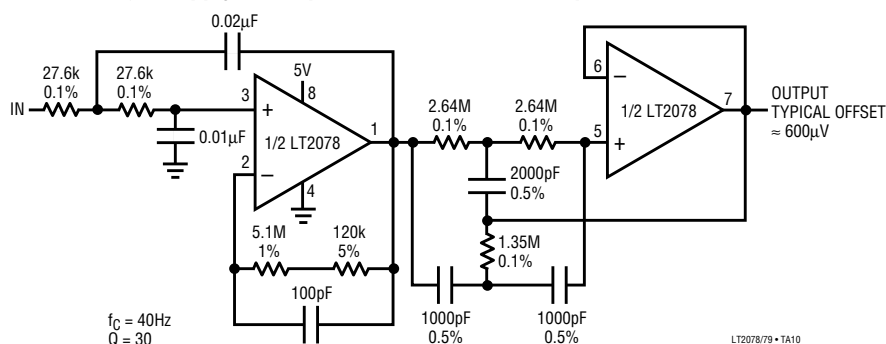 0.02µF
27.6k
0.1%
27.6k
0.1%
IN
0.01µF
3
+
2
−
5V
8
1/2 LT2078
1
4
5.1M
1%
120k
5%
100pF
fC = 40Hz
Q = 30
2.64M
0.1%
2.64M
0.1%
2000pF
0.5%
1.35M
0.1%
1000pF
0.5%
1000pF
0.5%
6
−
5
+
1/2 LT2078
7
OUTPUT
TYPICAL OFFSET
≈ 600µV
LT2078/79 • TA10